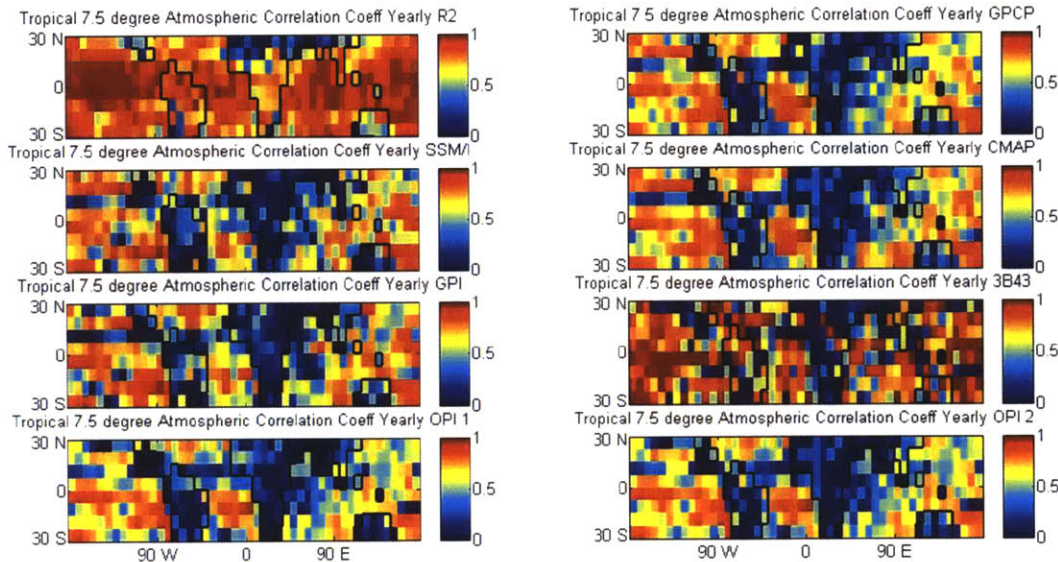 Tropical 7.5 degree Atmospheric Correlation Coeff Yearly R2
30 N
0
30 S
1
0.5
0
Tropical 7.5 degree Atmospheric Correlation Coeff Yearly SSM/I
30 N
0
30 S
1
0.5
0
Tropical 7.5 degree Atmospheric Correlation Coeff Yearly GPI
30 N
0
30 S
1
0.5
0
Tropical 7.5 degree Atmospheric Correlation Coeff Yearly OPI 1
30 N
0
30 S
90 W
0
90 E
1
0.5
0
Tropical 7.5 degree Atmospheric Correlation Coeff Yearly GPCP
30 N
0
30 S
1
0.5
0
Tropical 7.5 degree Atmospheric Correlation Coeff Yearly CMAP
30 N
0
30 S
1
0.5
0
Tropical 7.5 degree Atmospheric Correlation Coeff Yearly 3B43
30 N
0
30 S
1
0.5
0
Tropical 7.5 degree Atmospheric Correlation Coeff Yearly OPI 2
30 N
0
30 S
90 W
0
90 E
1
0.5
0